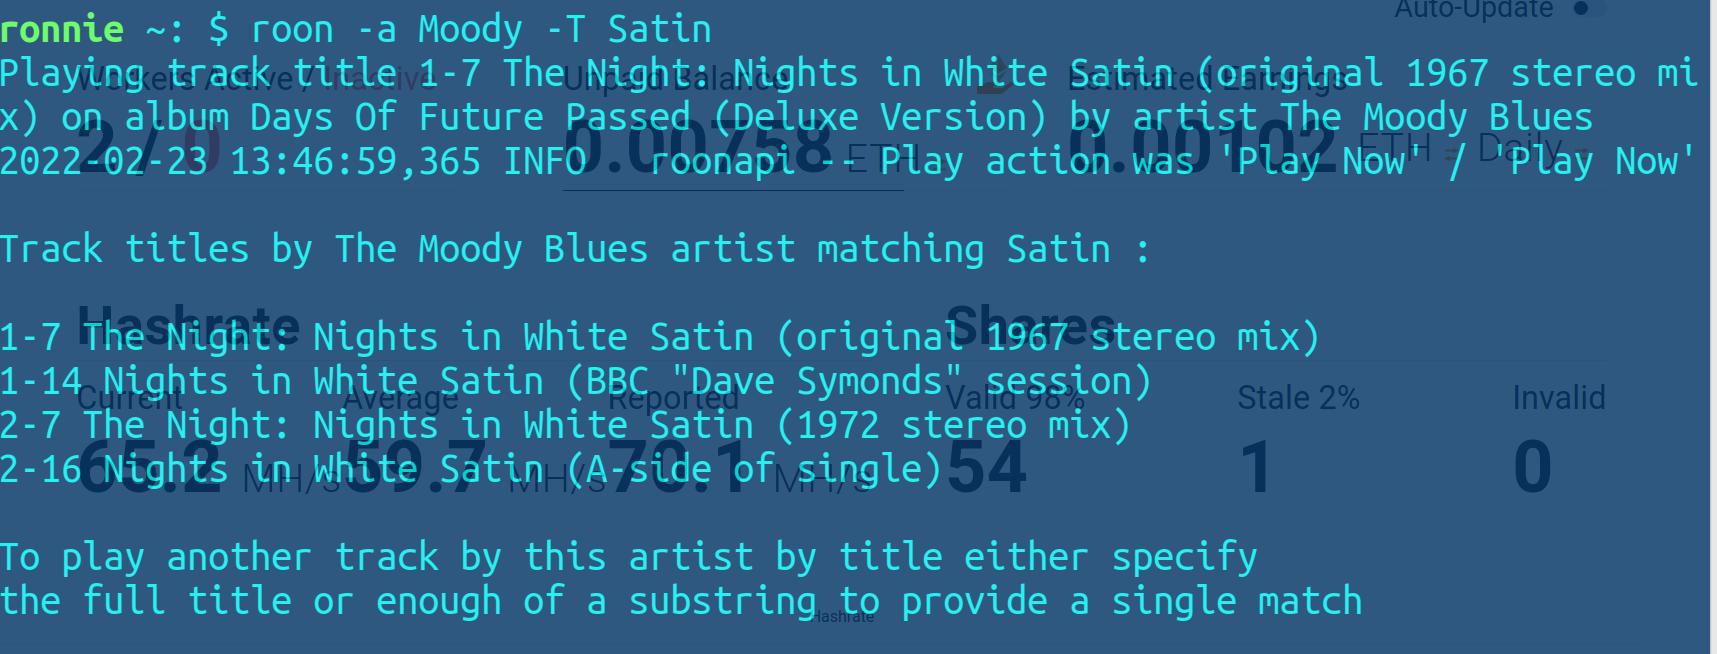 Auto-Update
ronnie ~: $ roon -a Moody -T Satin
Playing track title 1-7 The Night: Nights in White Satin (original 1967 stereo mi
x) on album Days Of Future Passed (Deluxe Version) by artist The Moody Blues
2022-02-23 13:46:59,365 INFO   roonapi -- Play action was 'Play Now' / 'Play Now'
Workers Active / Inactive
Unpaid Balance
Estimated Earnings
2 / 0
0.00758 ETH
0.00102 ETH Daily
Track titles by The Moody Blues artist matching Satin :
Hashrate
Shares
1-7 The Night: Nights in White Satin (original 1967 stereo mix)
1-14 Nights in White Satin (BBC "Dave Symonds" session)
2-7 The Night: Nights in White Satin (1972 stereo mix)
2-16 Nights in White Satin (A-side of single)
Current
Average
Reported
Valid 98%
Stale 2%
Invalid
65.2 MH/s
59.7 MH/s
70.1 MH/s
54
1
0
To play another track by this artist by title either specify
the full title or enough of a substring to provide a single match
Hashrate